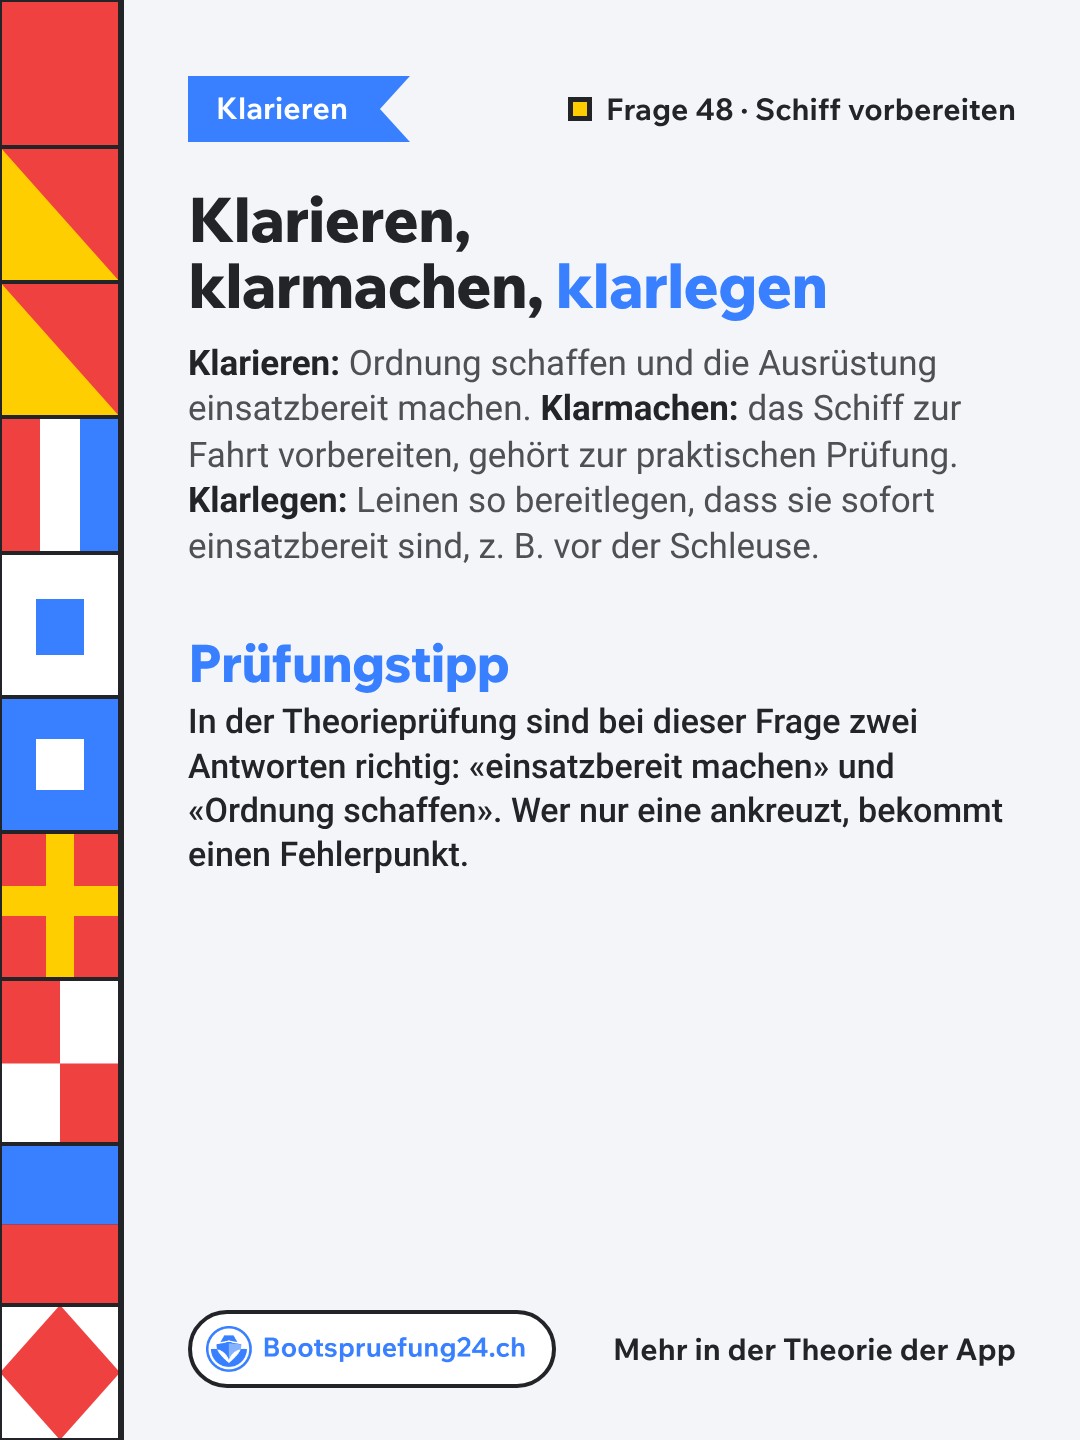 Klarieren
Frage 48 · Schiff vorbereiten
Klarieren,
klarmachen, klarlegen
Klarieren: Ordnung schaffen und die Ausrüstung
einsatzbereit machen. Klarmachen: das Schiff zur
Fahrt vorbereiten, gehört zur praktischen Prüfung.
Klarlegen: Leinen so bereitlegen, dass sie sofort
einsatzbereit sind, z. B. vor der Schleuse.
Prüfungstipp
In der Theorieprüfung sind bei dieser Frage zwei
Antworten richtig: «einsatzbereit machen» und
«Ordnung schaffen». Wer nur eine ankreuzt, bekommt
einen Fehlerpunkt.
Bootspruefung24.ch
Mehr in der Theorie der App